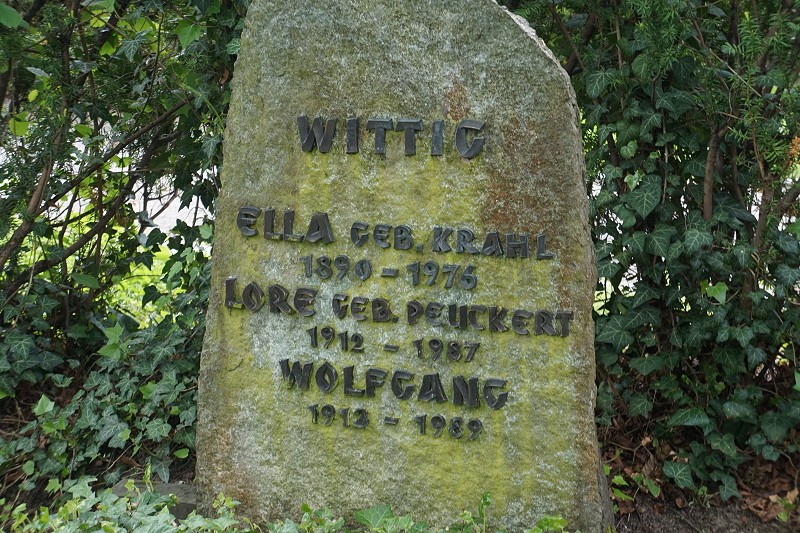 WITTIG
ELLA GEB. KRAHL
1890 - 1976
LORE GEB. PEUCKERT
1912 - 1987
WOLFGANG
1913 - 1989